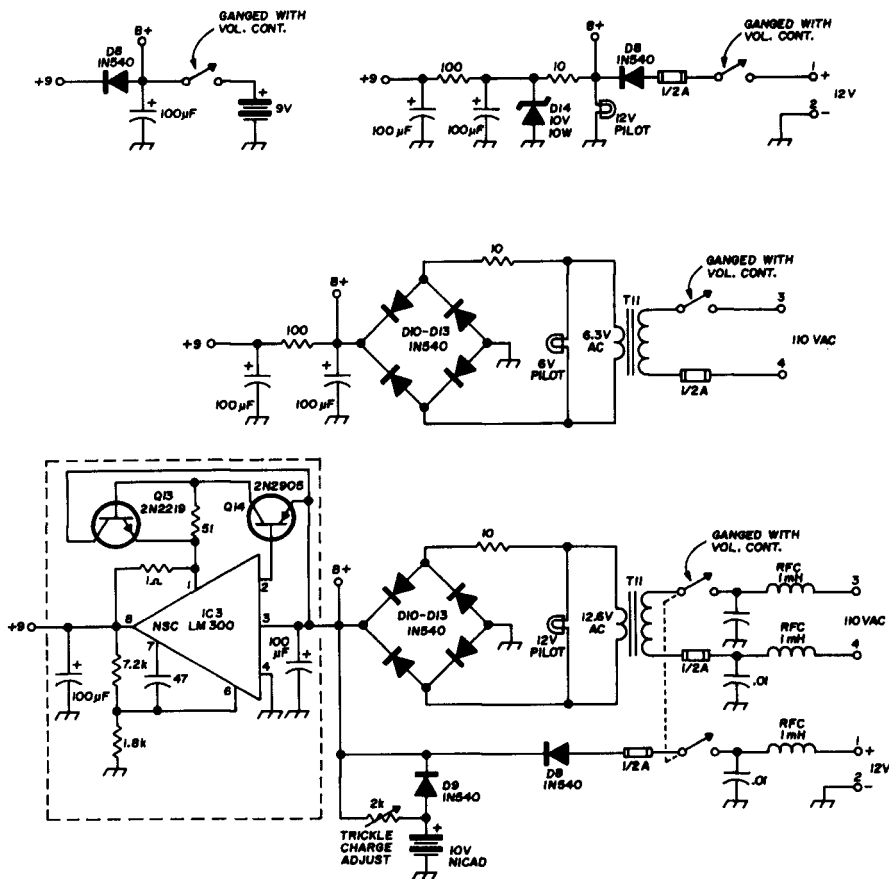 GANGED WITH
VOL. CONT.
B+
D8
1N540
+9
+
100µF
+
9V
GANGED WITH
VOL. CONT.
B+
D8
1N540
+9
100
10
1/2A
1
+
12V
2
-
+
100µF
+
100µF
D14
10V
10W
12V
PILOT
10
GANGED WITH
VOL. CONT.
T11
3
B+
+9
100
D10-D13
1N540
6V
PILOT
6.3V
AC
110 VAC
4
1/2A
+
100µF
+
100µF
Q13
2N2219
51
2N2905
Q14
1Ω
1
2
IC3
NSC LM300
8
3
7
6
4
+9
+
100µF
7.2k
47
1.8k
+
100
µF
B+
10
D10-D13
1N540
12V
PILOT
12.6V
AC
T11
GANGED WITH
VOL. CONT.
RFC
1mH
3
110VAC
RFC
1mH
4
1/2A
.01
D8
1N540
1/2A
RFC
1mH
1
+
12V
.01
2
-
D9
1N540
2k
TRICKLE
CHARGE
ADJUST
+
10V
NICAD